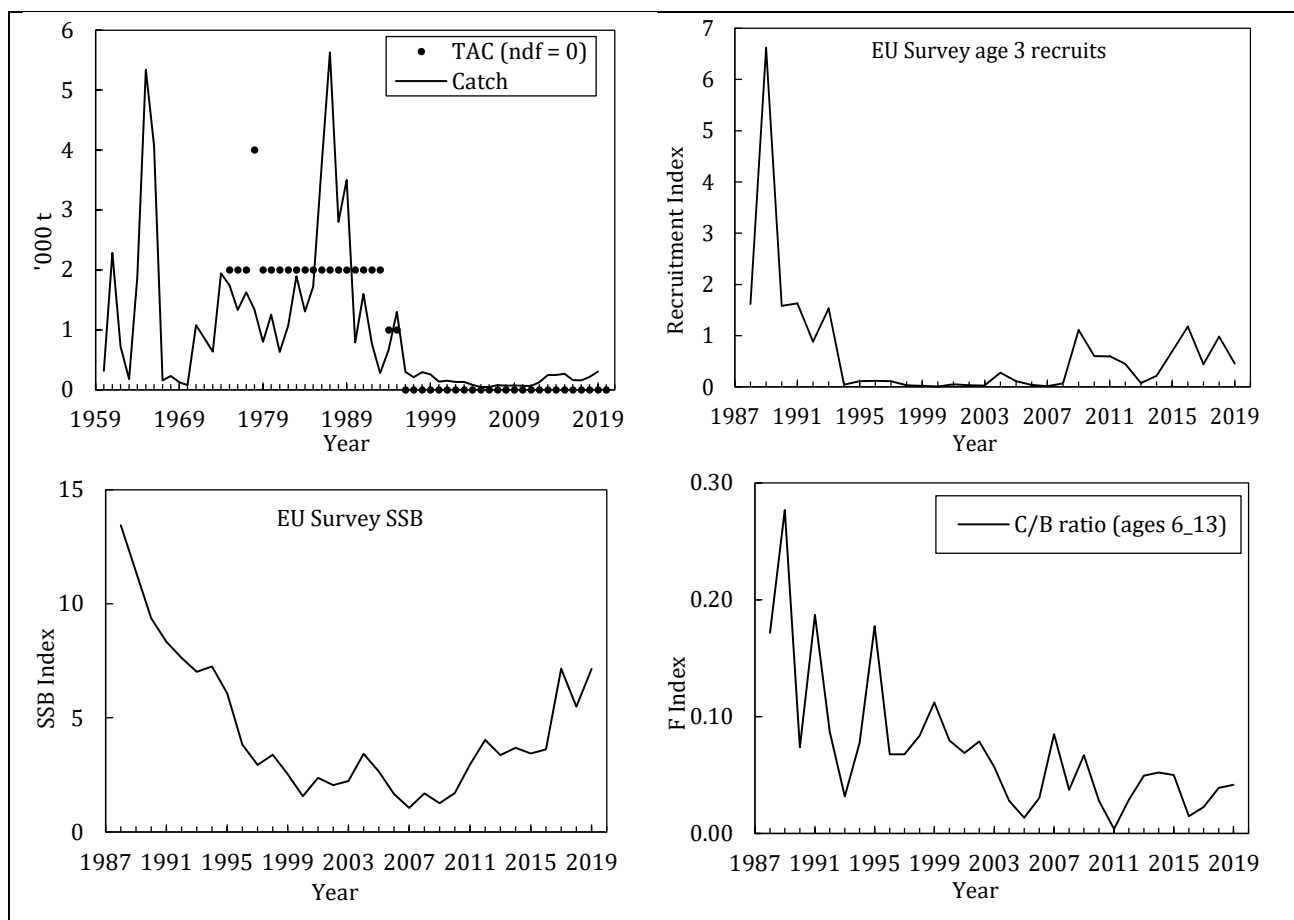 6
5
4
3
2
1
0
'000 t
TAC (ndf = 0)
Catch
1959 1969 1979 1989 1999 2009 2019
Year
7
6
5
4
3
2
1
0
Recruitment Index
EU Survey age 3 recruits
1987 1991 1995 1999 2003 2007 2011 2015 2019
Year
15
10
5
0
SSB Index
EU Survey SSB
1987 1991 1995 1999 2003 2007 2011 2015 2019
Year
0.30
0.20
0.10
0.00
F Index
C/B ratio (ages 6_13)
1987 1991 1995 1999 2003 2007 2011 2015 2019
Year